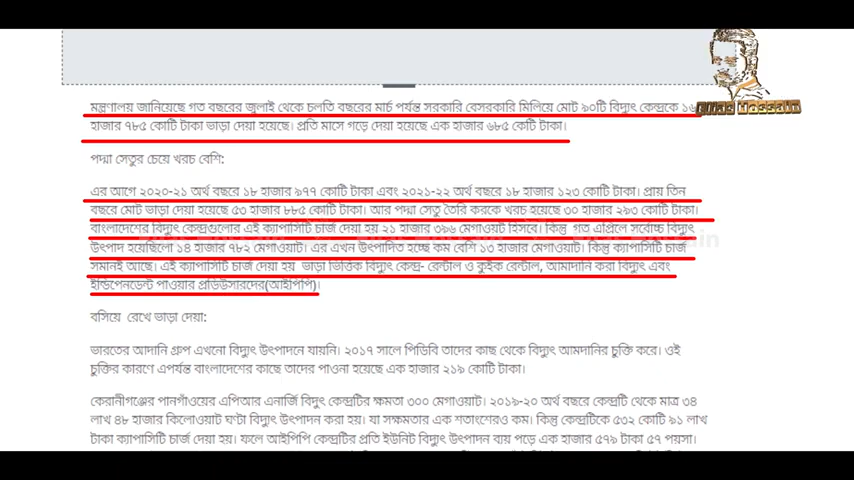 মন্ত্রণালয় জানিয়েছে গত বছরের জুলাই থেকে চলতি বছরের মার্চ পর্যন্ত সরকারি বেসরকারি মিলিয়ে মোট ৯০টি বিদ্যুৎ কেন্দ্রকে ১৬
হাজার ৭৮৫ কোটি টাকা ভাড়া দেয়া হয়েছে। প্রতি মাসে গড়ে দেয়া হয়েছে এক হাজার ৬৮৫ কেটি টাকা।
পদ্মা সেতুর চেয়ে খরচ বেশি:
এর আগে ২০২০-২১ অর্থ বছরে ১৮ হাজার ৯৭৭ কোটি টাকা এবং ২০২১-২২ অর্থ বছরে ১৮ হাজার ১২৩ কোটি টাকা। প্রায় তিন
বছরে মোট ভাড়া দেয়া হয়েছে ৫৩ হাজার ৮৮৫ কোটি টাকা। আর পদ্মা সেতু তৈরি করকে খরচ হয়েছে ৩০ হাজার ২৯৩ কোটি টাকা।
বাংলাদেশের বিদ্যুৎ কেন্দ্রগুলোর এই ক্যাপাসিটি চার্জ দেয়া হয় ২১ হাজার ৩৯৬ মেগাওয়ট হিসবে। কিন্তু গত এপ্রিলে সর্বোচ্চ বিদ্যুৎ
উৎপাদ হয়েছিলো ১৪ হাজার ৭৮২ মেগাওয়াট। এর এখন উৎপাদিত হচ্ছে কম বেশি ১৩ হাজার মেগাওয়াট। কিন্তু ক্যাপাসিটি চার্জ
সমানই আছে। এই ক্যাপাসিটি চার্জ দেয়া হয় ভাড়া ভিত্তিক বিদ্যুৎ কেন্দ্র- রেন্টাল ও কুইক রেন্টাল, আমাদানি করা বিদ্যুৎ এবং
ইন্ডিপেনডেন্ট পাওয়ার প্রডিউসারদের(আইপিপি)।
বসিয়ে রেখে ভাড়া দেয়া:
ভারতের আদানি গ্রুপ এখনো বিদ্যুৎ উৎপাদনে যায়নি। ২০১৭ সালে পিডিবি তাদের কাছ থেকে বিদ্যুৎ আমদানির চুক্তি করে। ওই
চুক্তির কারণে এপর্যন্ত বাংলাদেশের কাছে তাদের পাওনা হয়েছে এক হাজার ২১৯ কোটি টাকা।
কেরানীগঞ্জের পানগাঁওয়ের এপিআর এনার্জি বিদুৎ কেন্দ্রটির ক্ষমতা ৩০০ মেগাওয়াট। ২০১৯-২০ অর্থ বছরে কেন্দ্রটি থেকে মাত্র ৩৪
লাখ ৪৮ হাজার কিলোওয়াট ঘণ্টা বিদ্যুৎ উৎপাদন করা হয়। যা সক্ষমতার এক শতাংশেরও কম। কিন্তু কেন্দ্রটিকে ৫৩২ কোটি ৯১ লাখ
টাকা ক্যাপাসিটি চার্জ দেয়া হয়। ফলে আইপিপি কেন্দ্রটির প্রতি ইউনিট বিদ্যুৎ উৎপাদন ব্যয় পড়ে এক হাজার ৫৭৯ টাকা ৫৭ পয়সা।